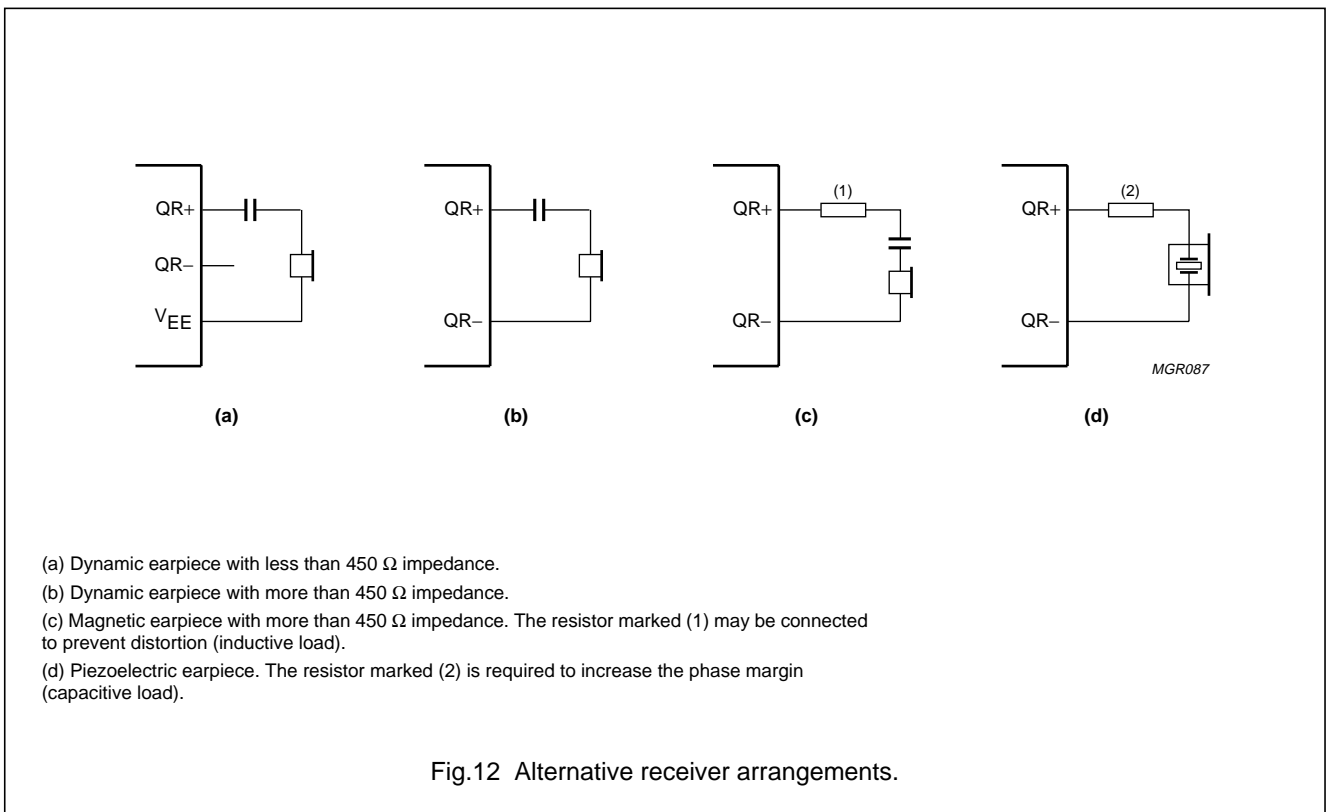 QR+
QR−
VEE
(a)
QR+
QR−
(b)
(1)
QR+
QR−
(c)
(2)
QR+
QR−
MGR087
(d)
(a) Dynamic earpiece with less than 450 Ω impedance.
(b) Dynamic earpiece with more than 450 Ω impedance.
(c) Magnetic earpiece with more than 450 Ω impedance. The resistor marked (1) may be connected
to prevent distortion (inductive load).
(d) Piezoelectric earpiece. The resistor marked (2) is required to increase the phase margin
(capacitive load).
Fig.12 Alternative receiver arrangements.